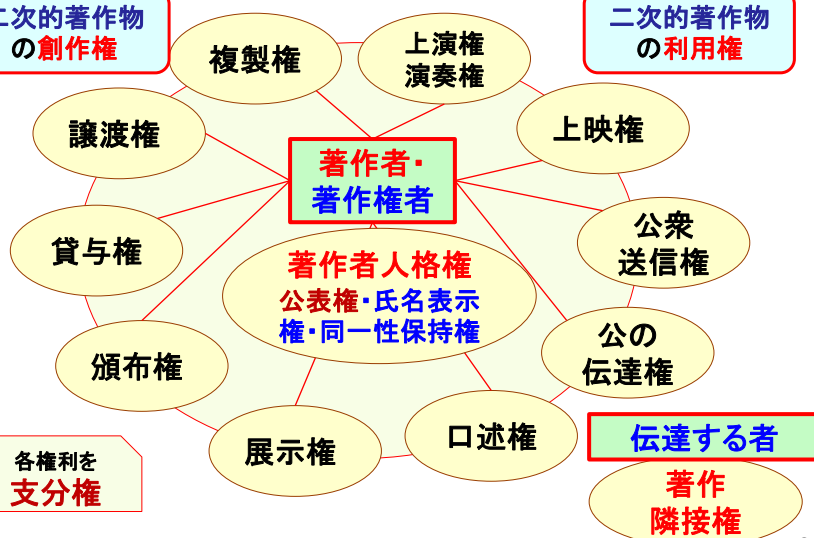 二次的著作物
の創作権
複製権
上演権
演奏権
二次的著作物
の利用権
譲渡権
上映権
著作者・
著作権者
貸与権
公衆
送信権
著作者人格権
公表権・氏名表示
権・同一性保持権
頒布権
公の
伝達権
展示権
口述権
伝達する者
各権利を
支分権
著作
隣接権